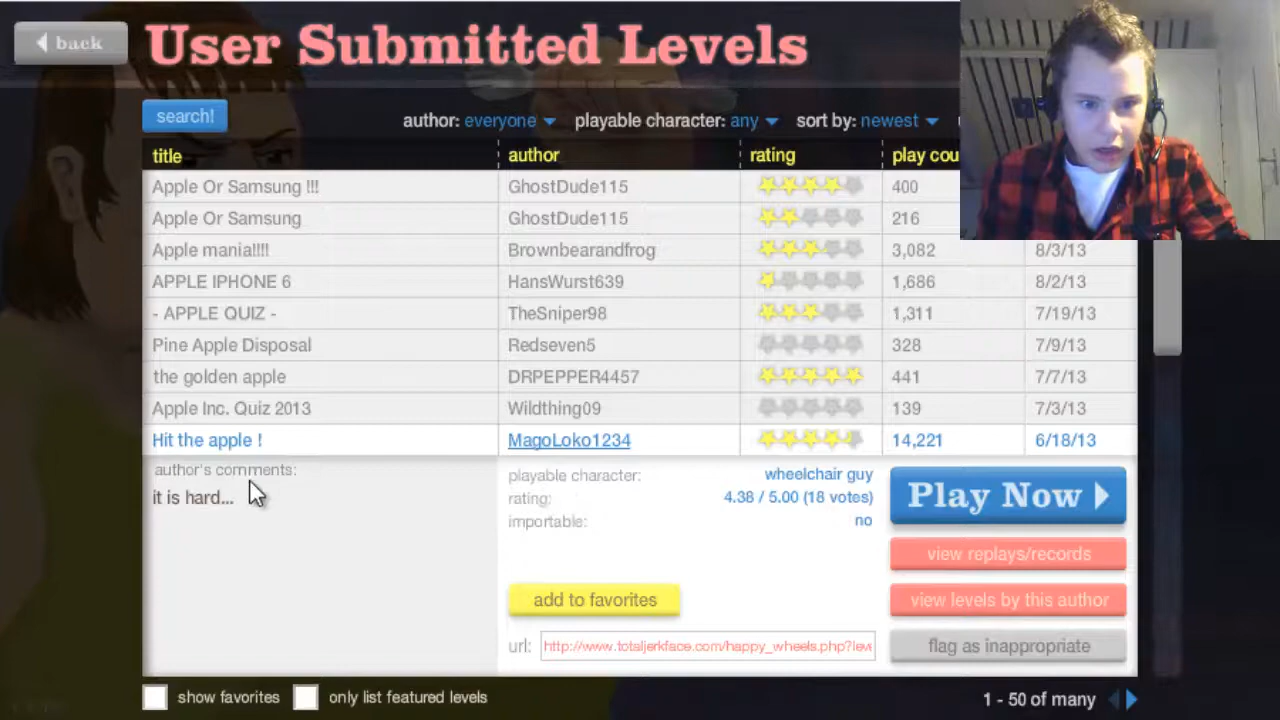 back
User Submitted Levels
search!
author: everyone playable character: any sort by: newest
title author rating play cou
Apple Or Samsung !!! GhostDude115 400
Apple Or Samsung GhostDude115 216
Apple mania!!!! Brownbearandfrog 3,082 8/3/13
APPLE IPHONE 6 HansWurst639 1,686 8/2/13
- APPLE QUIZ - TheSniper98 1,311 7/19/13
Pine Apple Disposal Redseven5 328 7/9/13
the golden apple DRPEPPER4457 441 7/7/13
Apple Inc. Quiz 2013 Wildthing09 139 7/3/13
Hit the apple ! MagoLoko1234 14,221 6/18/13
author's comments:
it is hard...
playable character: wheelchair guy
rating: 4.38 / 5.00 (18 votes)
importable: no
Play Now
view replays/records
add to favorites
view levels by this author
url: http://www.totaljerkface.com/happy_wheels.php?lev
flag as inappropriate
show favorites only list featured levels
1 - 50 of many